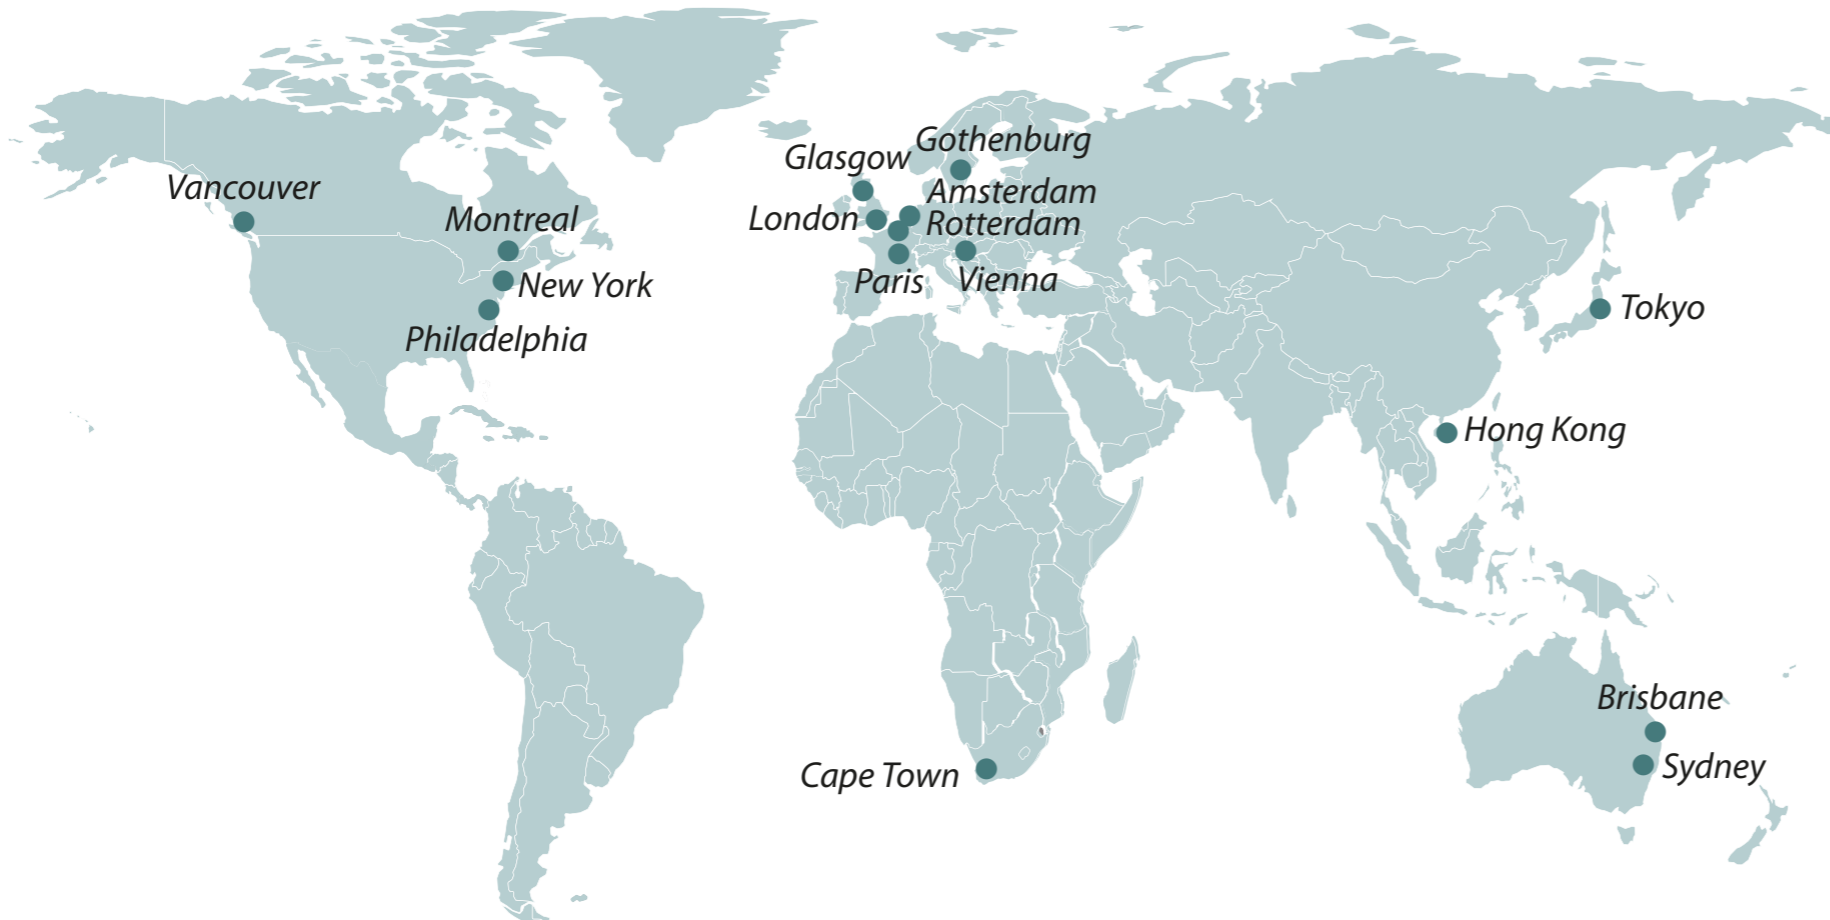 Gothenburg
Glasgow
Vancouver
Amsterdam
Montreal
London
Rotterdam
Paris
Vienna
New York
Tokyo
Philadelphia
Hong Kong
Brisbane
Cape Town
Sydney